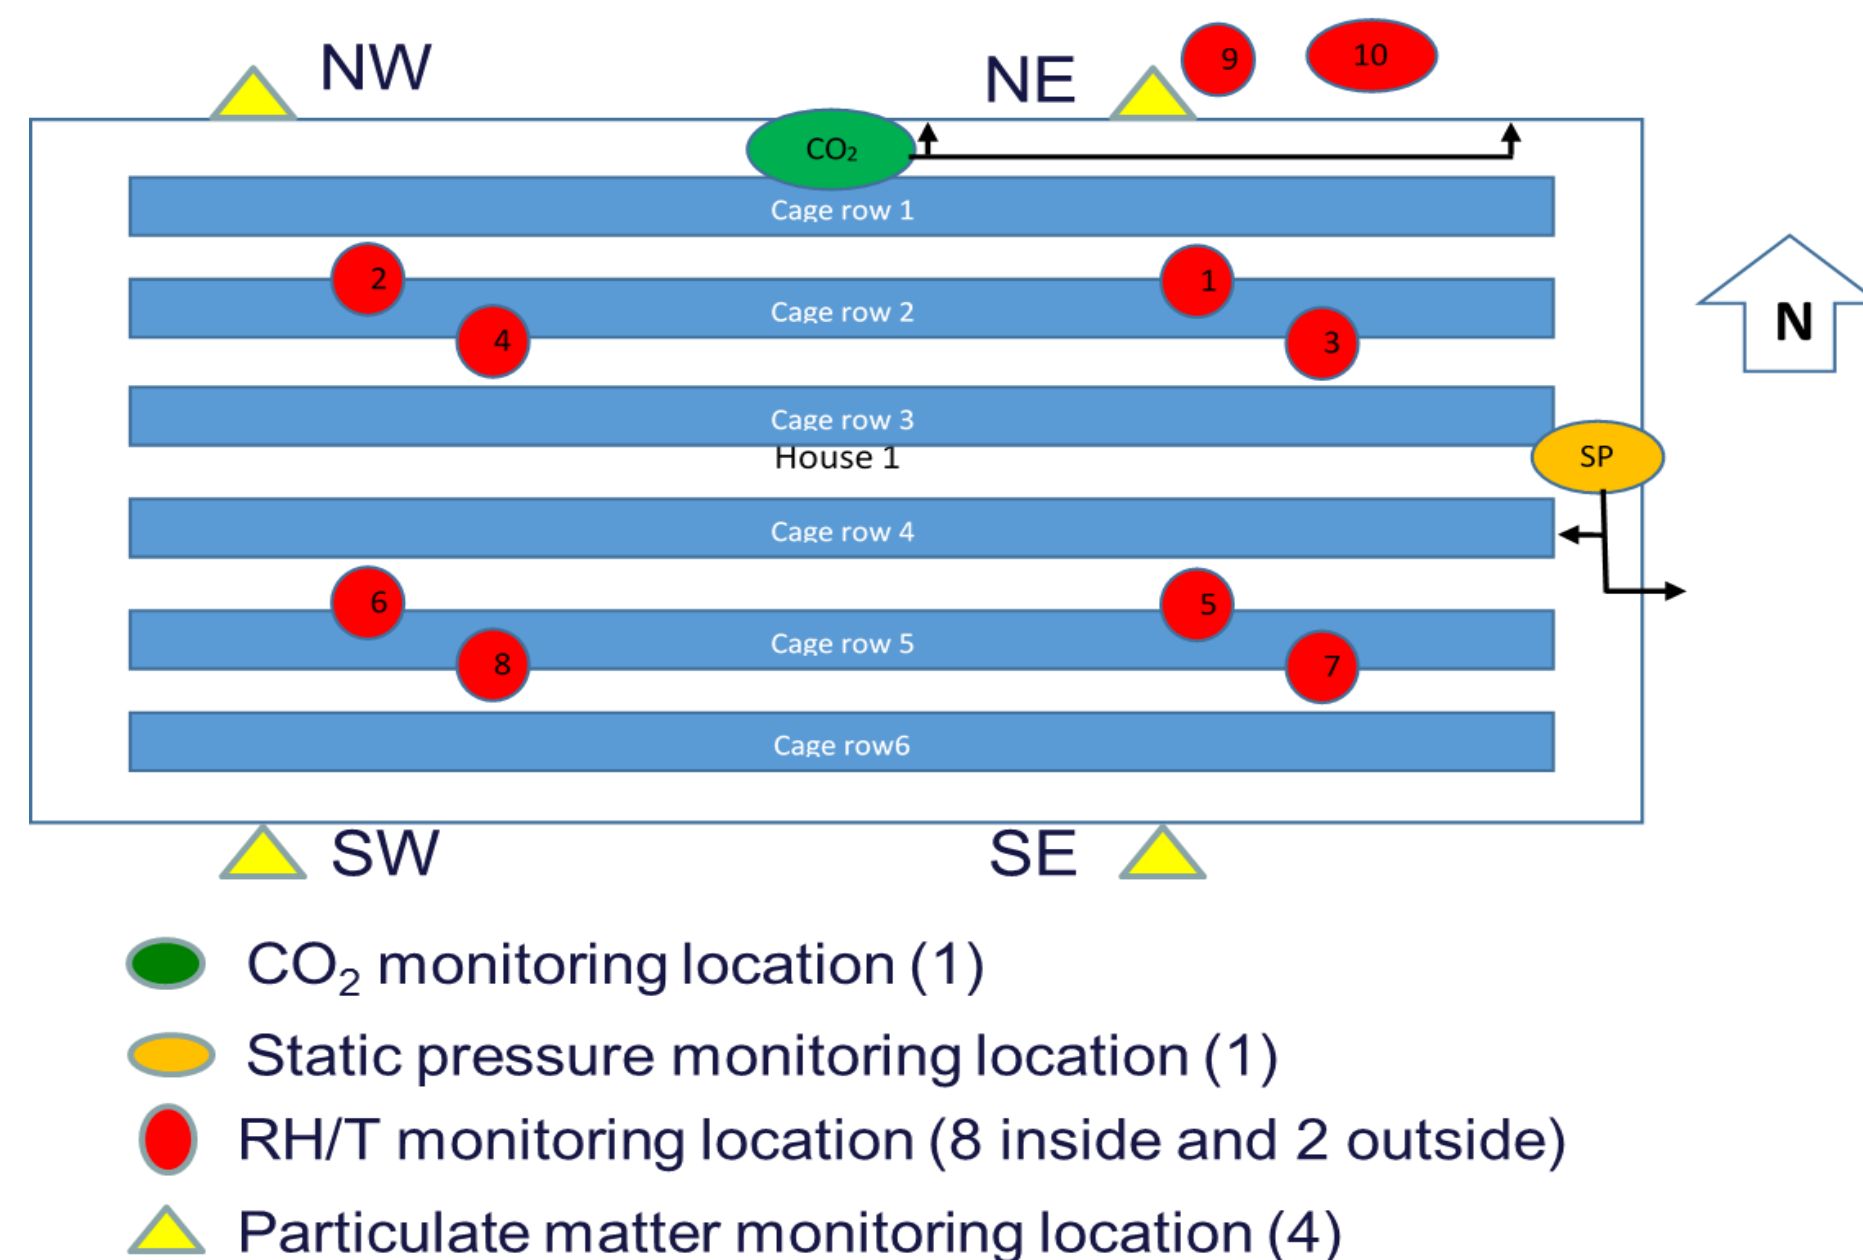 NW
NE
9
10
CO₂
Cage row 1
2
1
Cage row 2
4
3
N
Cage row 3
House 1
SP
Cage row 4
6
5
Cage row 5
8
7
Cage row6
SW
SE
CO₂ monitoring location (1)
Static pressure monitoring location (1)
RH/T monitoring location (8 inside and 2 outside)
Particulate matter monitoring location (4)